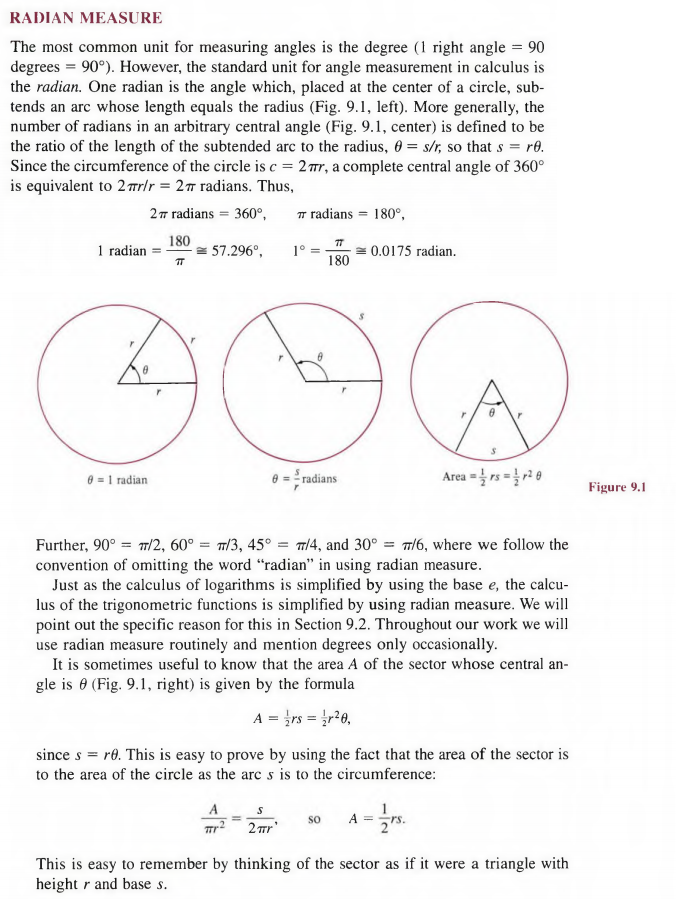 RADIAN MEASURE
The most common unit for measuring angles is the degree (1 right angle = 90
degrees = 90°). However, the standard unit for angle measurement in calculus is
the radian. One radian is the angle which, placed at the center of a circle, sub-
tends an arc whose length equals the radius (Fig. 9.1, left). More generally, the
number of radians in an arbitrary central angle (Fig. 9.1, center) is defined to be
the ratio of the length of the subtended arc to the radius, θ = s/r, so that s = rθ.
Since the circumference of the circle is c = 2πr, a complete central angle of 360°
is equivalent to 2πr/r = 2π radians. Thus,
2π radians = 360°, π radians = 180°,
1 radian = 180/π ≅ 57.296°, 1° = π/180 ≅ 0.0175 radian.
r r θ r
s r θ r
r θ r s
θ = 1 radian
θ = s/r radians
Area = 1/2 rs = 1/2 r² θ
Figure 9.1
Further, 90° = π/2, 60° = π/3, 45° = π/4, and 30° = π/6, where we follow the
convention of omitting the word “radian” in using radian measure.
Just as the calculus of logarithms is simplified by using the base e, the calcu-
lus of the trigonometric functions is simplified by using radian measure. We will
point out the specific reason for this in Section 9.2. Throughout our work we will
use radian measure routinely and mention degrees only occasionally.
It is sometimes useful to know that the area A of the sector whose central an-
gle is θ (Fig. 9.1, right) is given by the formula
A = ½rs = ½r²θ,
since s = rθ. This is easy to prove by using the fact that the area of the sector is
to the area of the circle as the arc s is to the circumference:
A/πr² = s/2πr, so A = 1/2 rs.
This is easy to remember by thinking of the sector as if it were a triangle with
height r and base s.